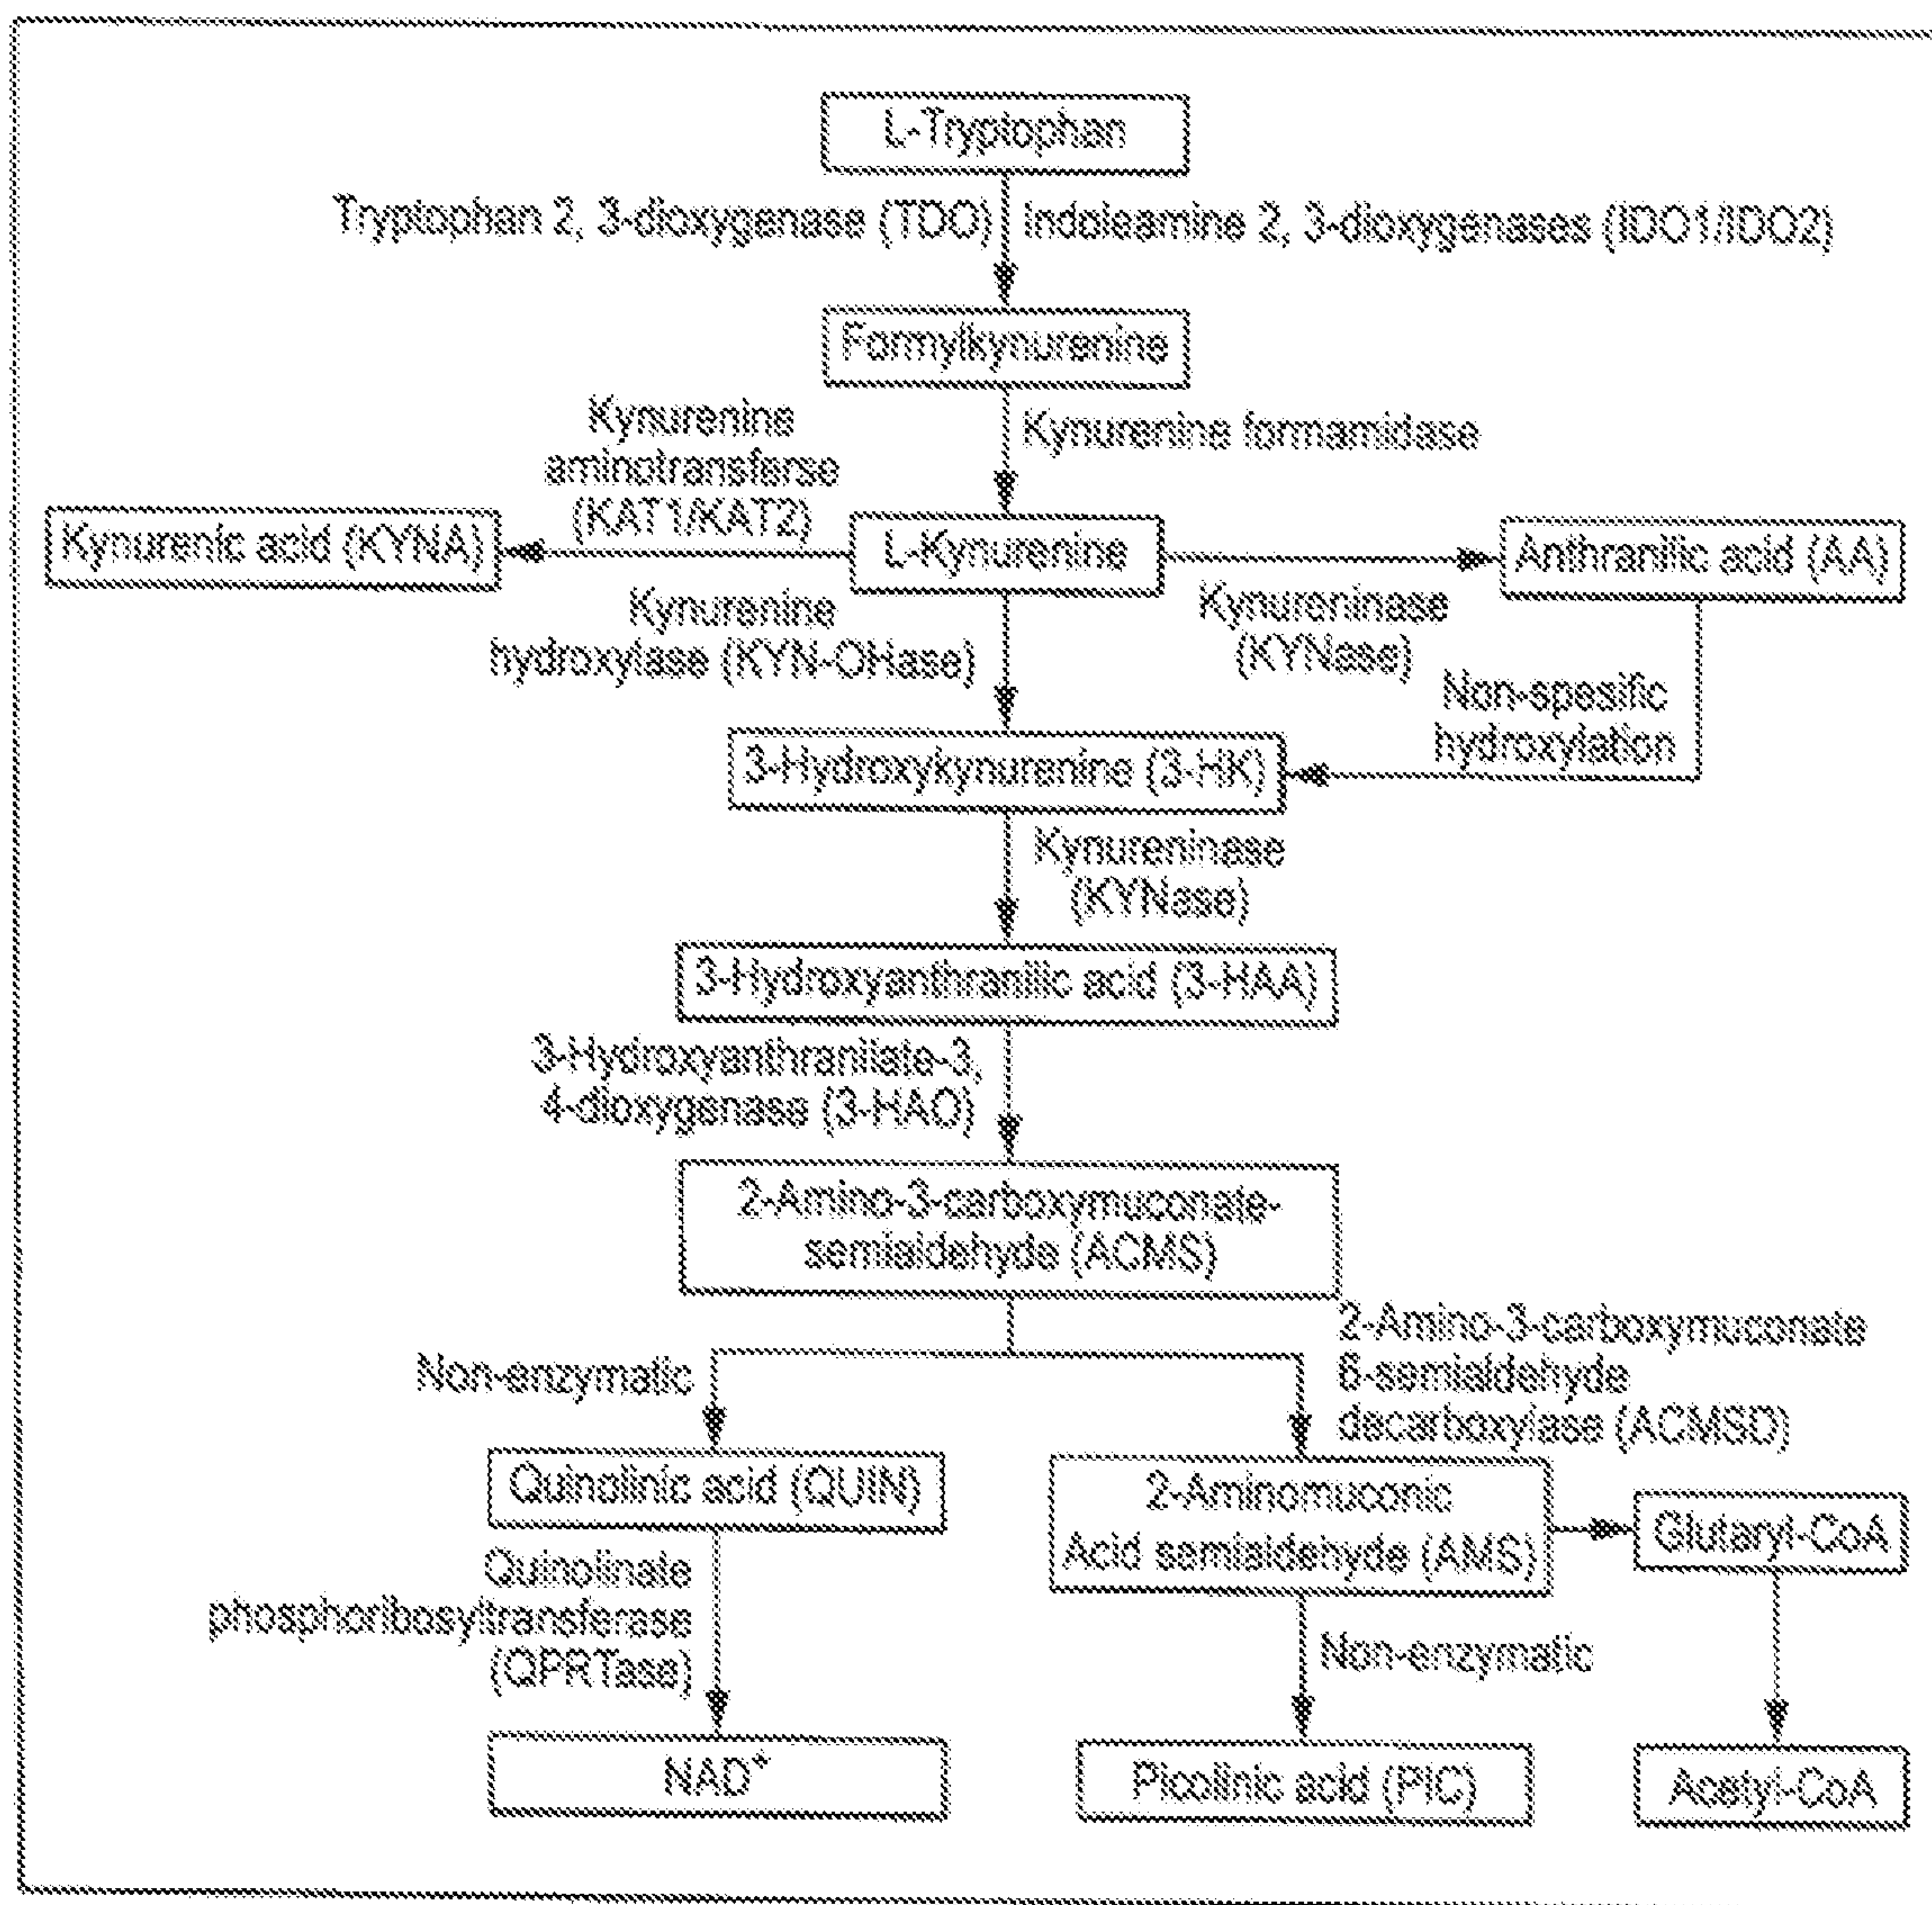 L-Tryptophan
Tryptophan 2, 3-dioxygenase (TDO)
Indoleamine 2, 3-dioxygenases (IDO1/IDO2)
Formylkynurenine
Kynurenine
aminotransferse
(KAT1/KAT2)
Kynurenine formamidase
Kynurenic acid (KYNA)
L-Kynurenine
Anthranilic acid (AA)
Kynurenine
hydroxylase (KYN-OHase)
Kynureninase
(KYNase)
Non-spesific
hydroxylation
3-Hydroxykynurenine (3-HK)
Kynureninase
(KYNase)
3-Hydroxyanthranilic acid (3-HAA)
3-Hydroxyanthranilate-3,
4-dioxygenase (3-HAO)
2-Amino-3-carboxymuconate-
semialdehyde (ACMS)
Non-enzymatic
2-Amino-3-carboxymuconate
6-semialdehyde
decarboxylase (ACMSD)
Quinolinic acid (QUIN)
2-Aminomuconic
Acid semialdehyde (AMS)
Glutaryl-CoA
Quinolinate
phosphoribosyltransferase
(QPRTase)
Non-enzymatic
NAD⁺
Picolinic acid (PIC)
Acetyl-CoA